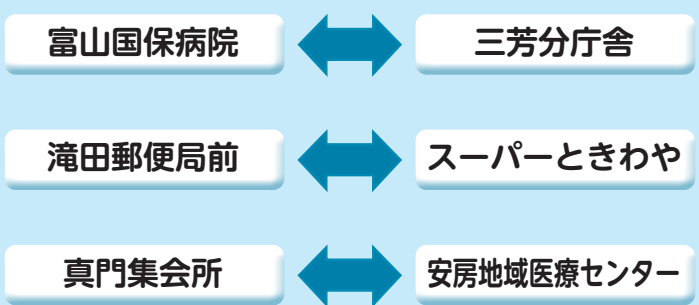 富山国保病院
三芳分庁舎
滝田郵便局前
スーパーときわや
真門集会所
安房地域医療センター